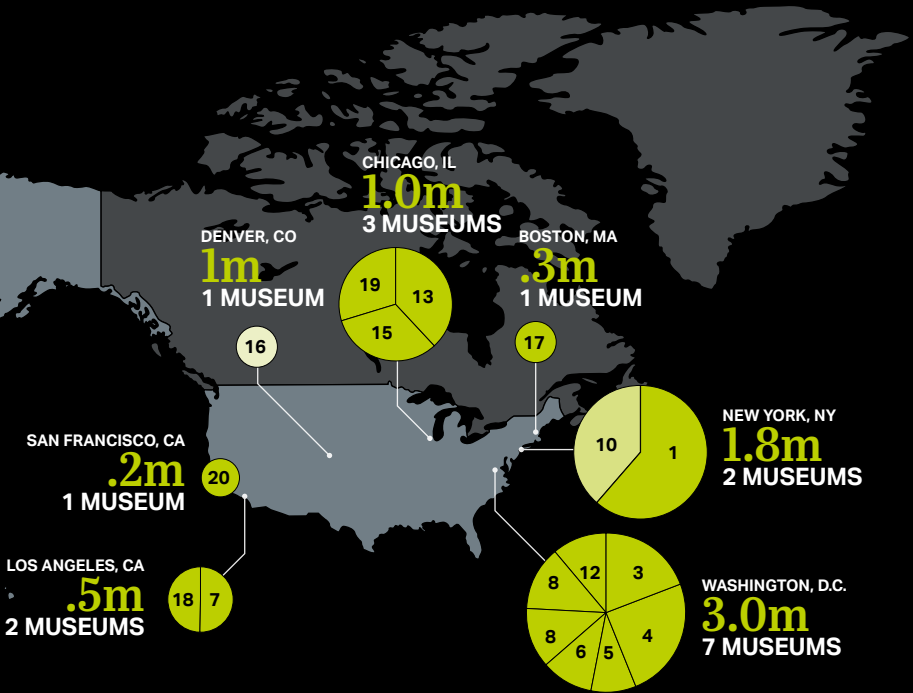 CHICAGO, IL
1.0m
3 MUSEUMS
19
13
15
DENVER, CO
1m
1 MUSEUM
16
BOSTON, MA
.3m
1 MUSEUM
17
NEW YORK, NY
1.8m
2 MUSEUMS
10
1
SAN FRANCISCO, CA
.2m
1 MUSEUM
20
LOS ANGELES, CA
.5m
2 MUSEUMS
18
7
WASHINGTON, D.C.
3.0m
7 MUSEUMS
12
3
8
4
8
6
5